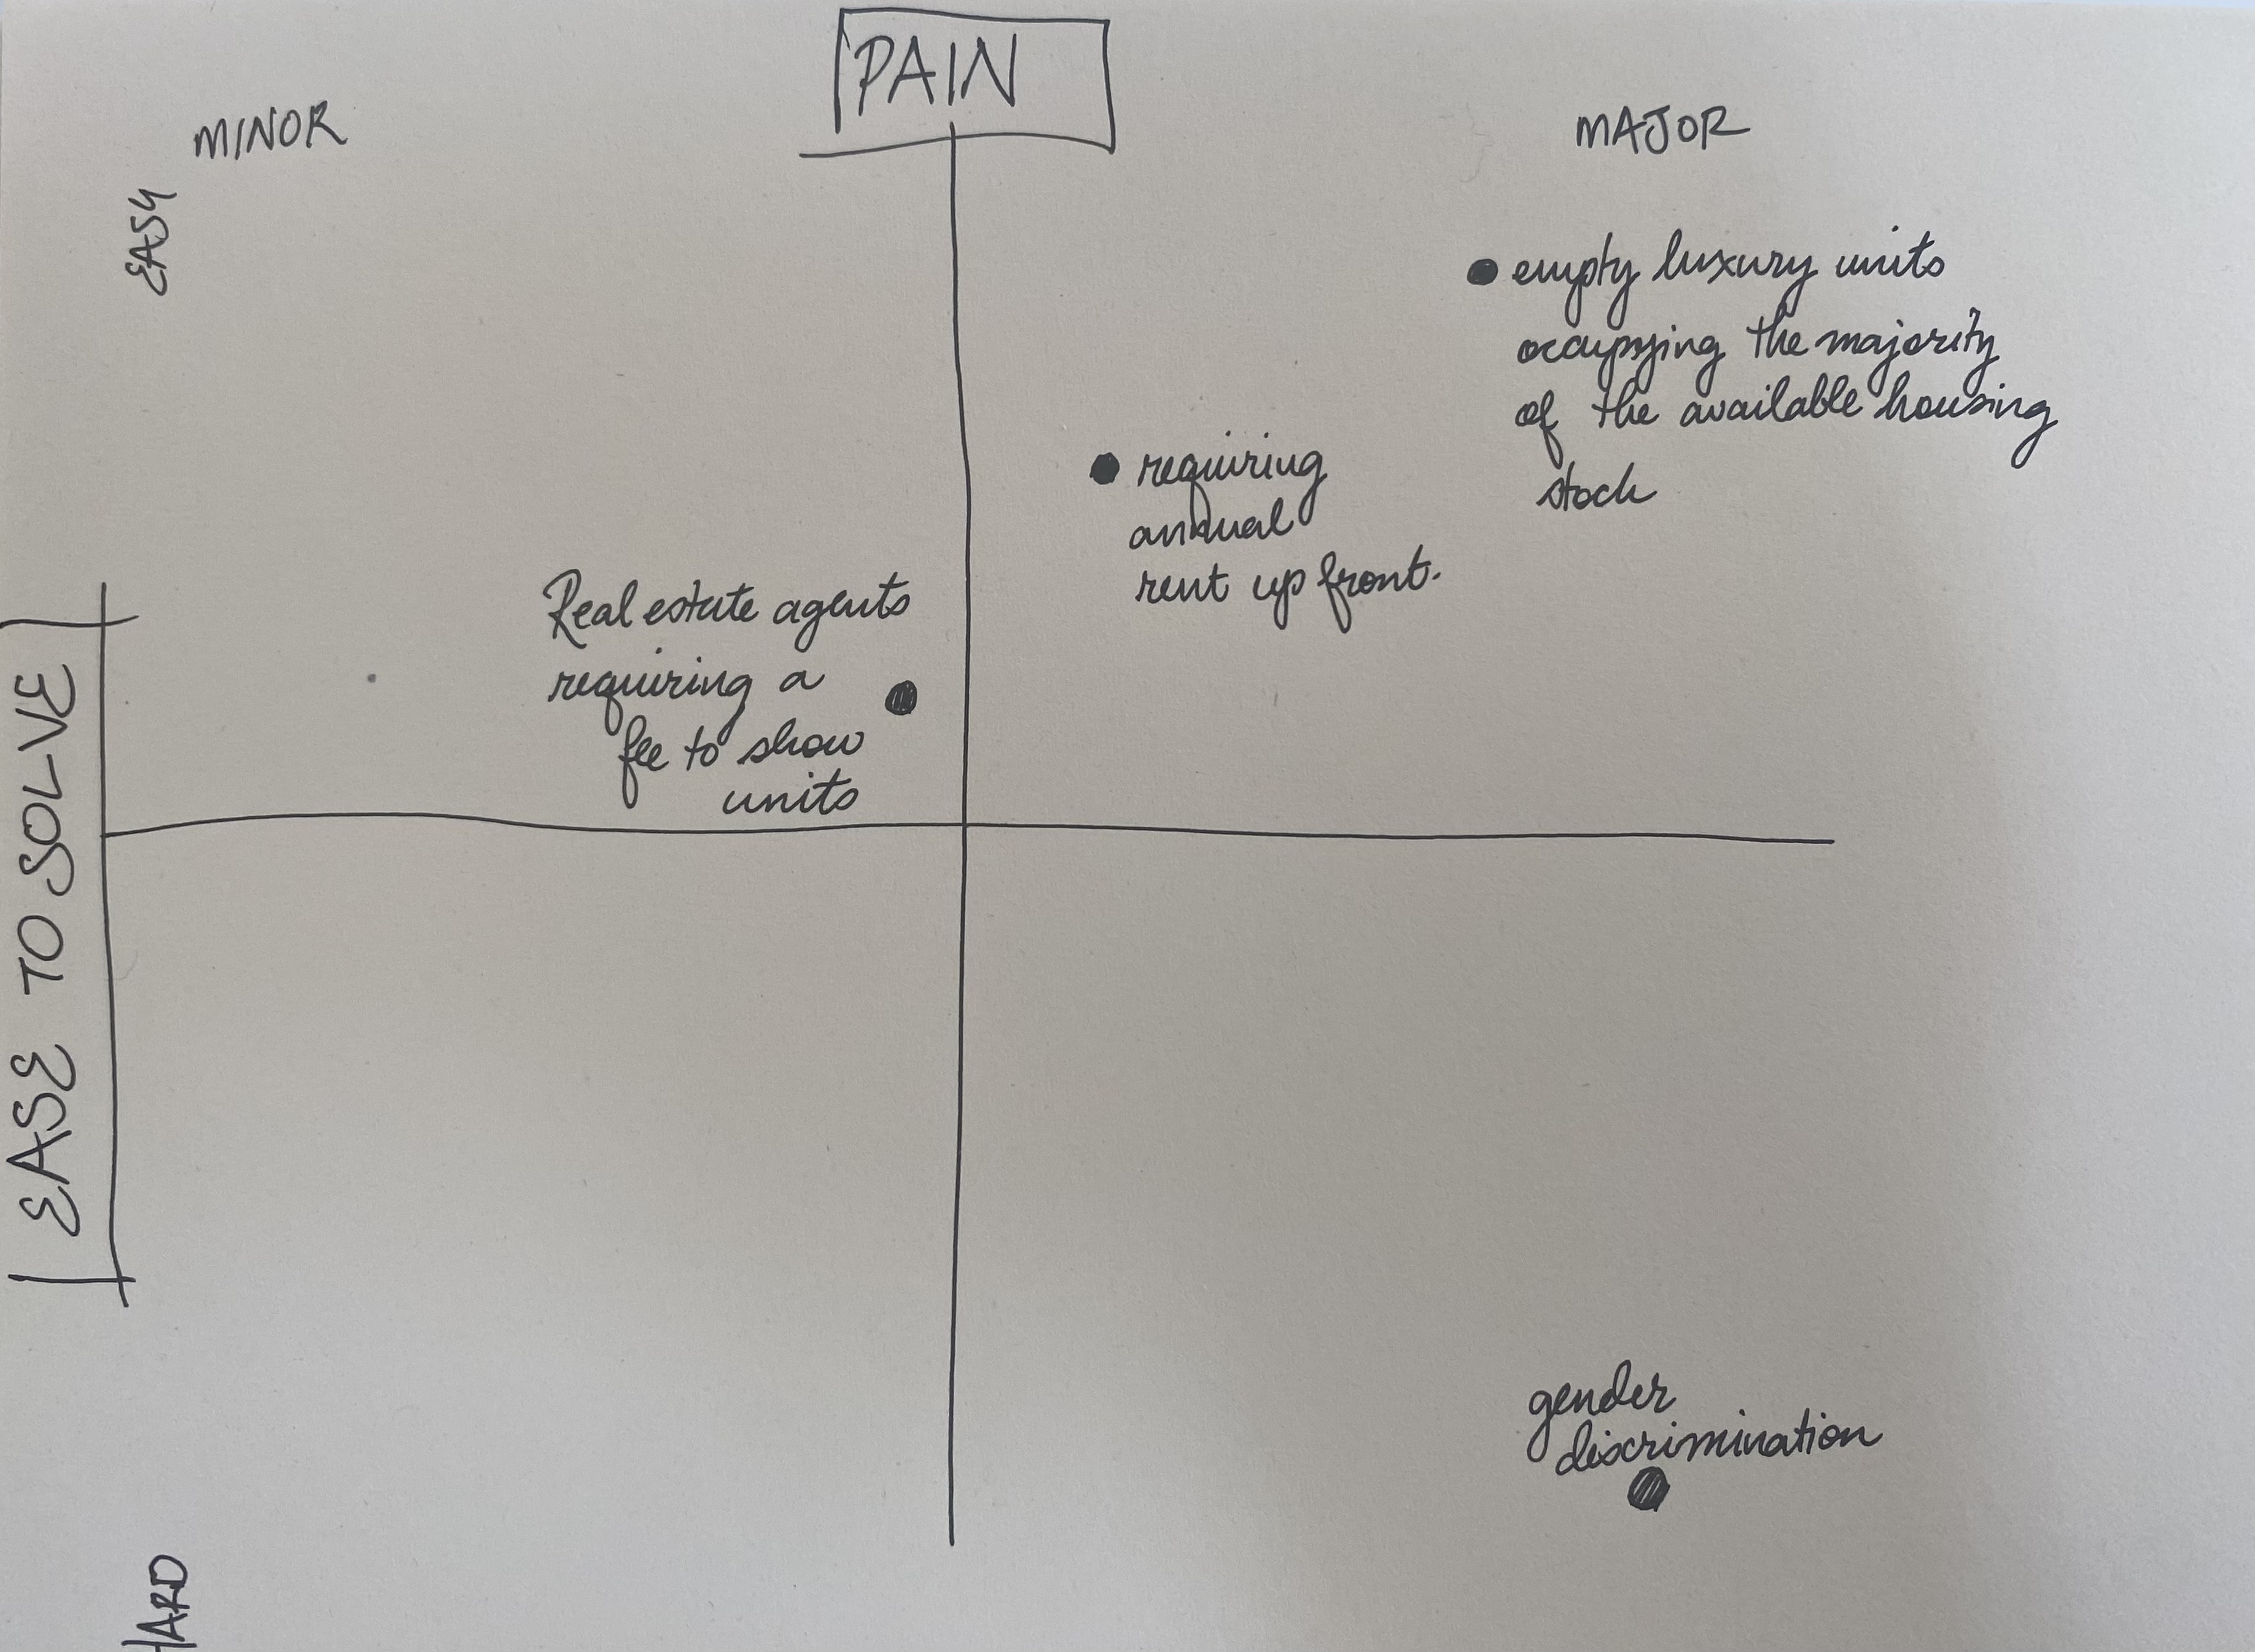 PAIN
MINOR
MAJOR
EASY
empty luxury units
occupying the majority
of the available housing
stock
requiring
annual
rent up front.
Real estate agents
requiring a
fee to show
units
EASE TO SOLVE
gender
discrimination
HARD